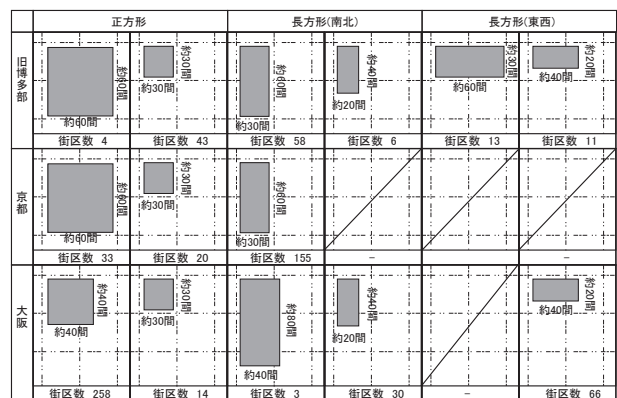 正方形 長方形(南北) 長方形(東西)
旧博多部
約60間 約60間 約30間 約30間 約60間 約30間 約40間 約20間 約30間 約60間 約20間 約40間
街区数 4 街区数 43 街区数 58 街区数 6 街区数 13 街区数 11
京都
約60間 約60間 約30間 約30間 約60間 約30間
街区数 33 街区数 20 街区数 155 - - -
大阪
約40間 約40間 約30間 約30間 約80間 約40間 約40間 約20間 約20間 約40間
街区数 258 街区数 14 街区数 3 街区数 30 - 街区数 66